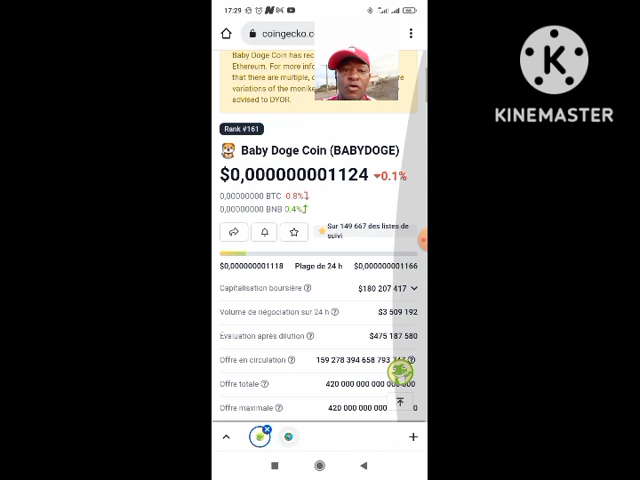 17:29
66
coingecko.c
Baby Doge Coin has rec
Ethereum. For more info
that there are multiple, c
variations of the monike
advised to DYOR.
K
KINEMASTER
Rank #161
Baby Doge Coin (BABYDOGE)
$0,000000001124 0.1%
0,00000000 BTC -0.8%
0,00000000 BNB 0.4%
Sur 149 667 des listes de
suivi
$0,000000001118 Plage de 24 h $0,000000001166
Capitalisation boursière $180 207 417
Volume de négociation sur 24 h $3 509 192
Évaluation après dilution $475 187 580
Offre en circulation 159 278 394 658 793
Offre totale 420 000 000 000 000 000
Offre maximale 420 000 000 000 0